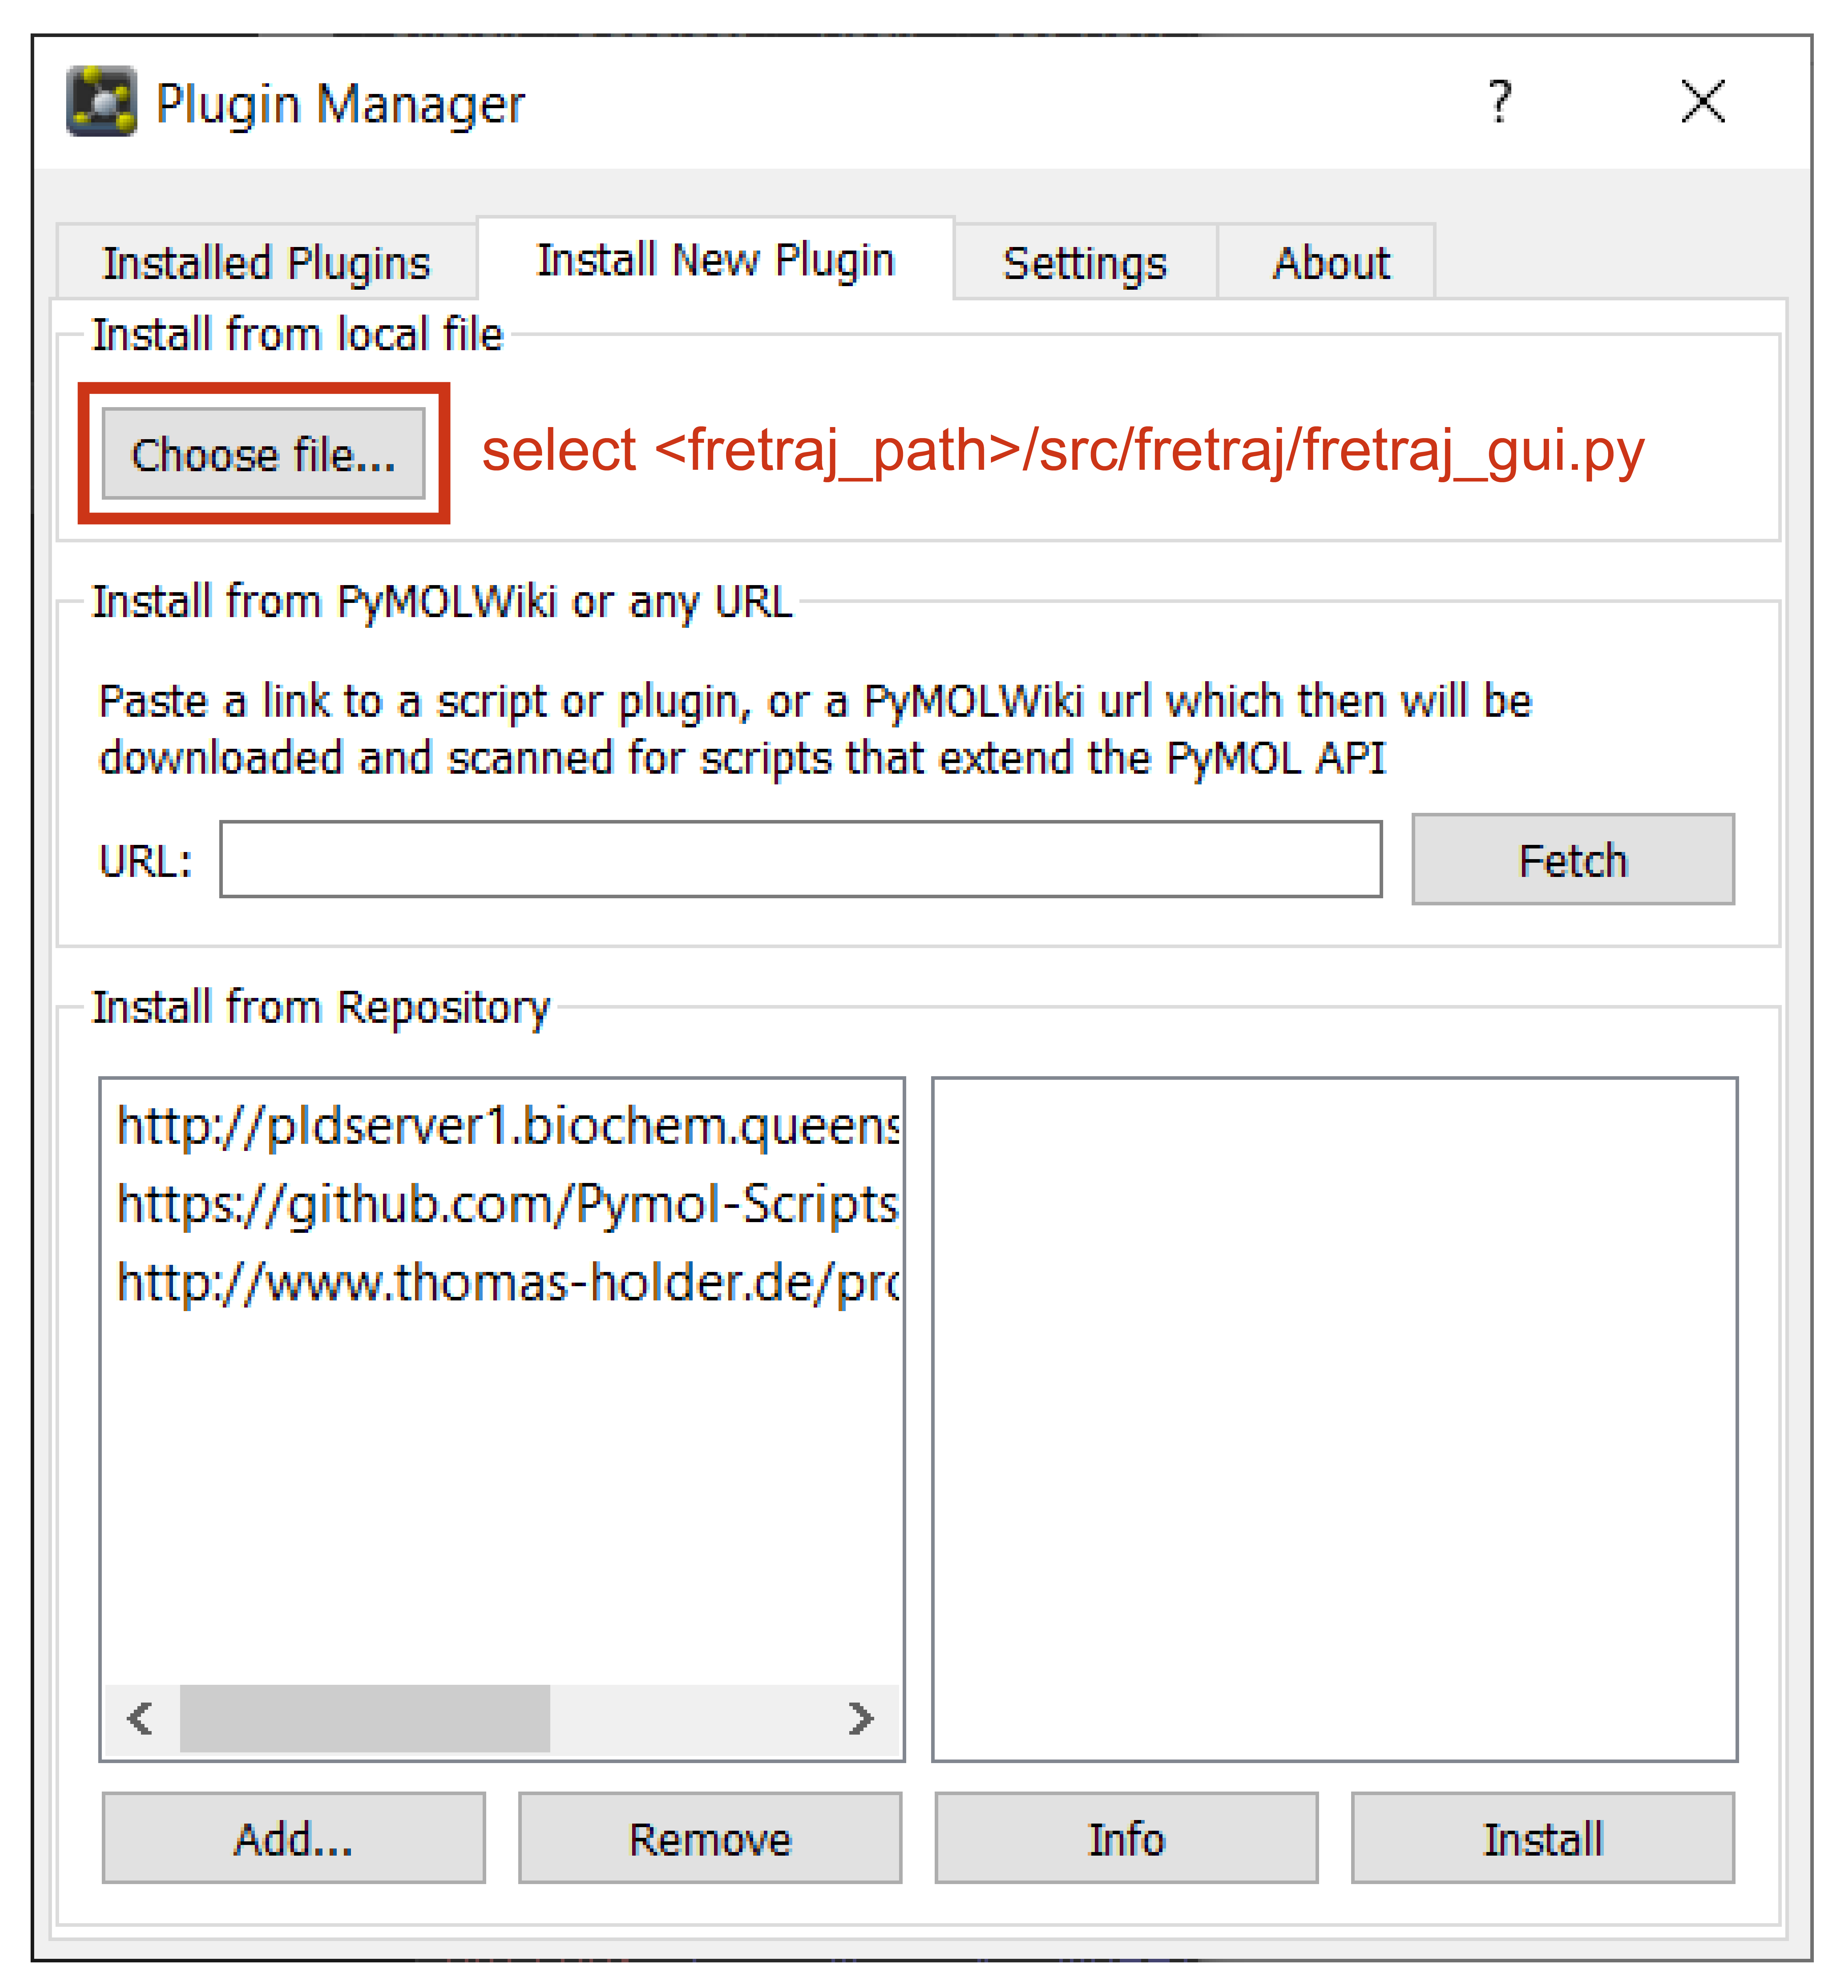 Plugin Manager ?
Installed Plugins Install New Plugin Settings About
Install from local file
Choose file... select <fretraj_path>/src/fretraj/fretraj_gui.py
Install from PyMOLWiki or any URL
Paste a link to a script or plugin, or a PyMOLWiki url which then will be
downloaded and scanned for scripts that extend the PyMOL API
URL: Fetch
Install from Repository
http://pldserver1.biochem.queens
https://github.com/Pymol-Scripts
http://www.thomas-holder.de/pro
Add... Remove Info Install